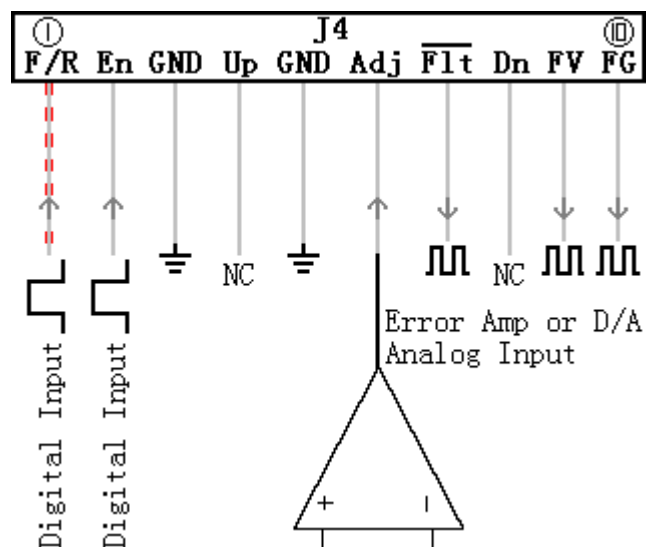 J4
① ⑩
F/R En GND Up GND Adj F̅l̅t̅ Dn FV FG
NC
NC
Error Amp or D/A
Analog Input
Digital Input
Digital Input
+ −